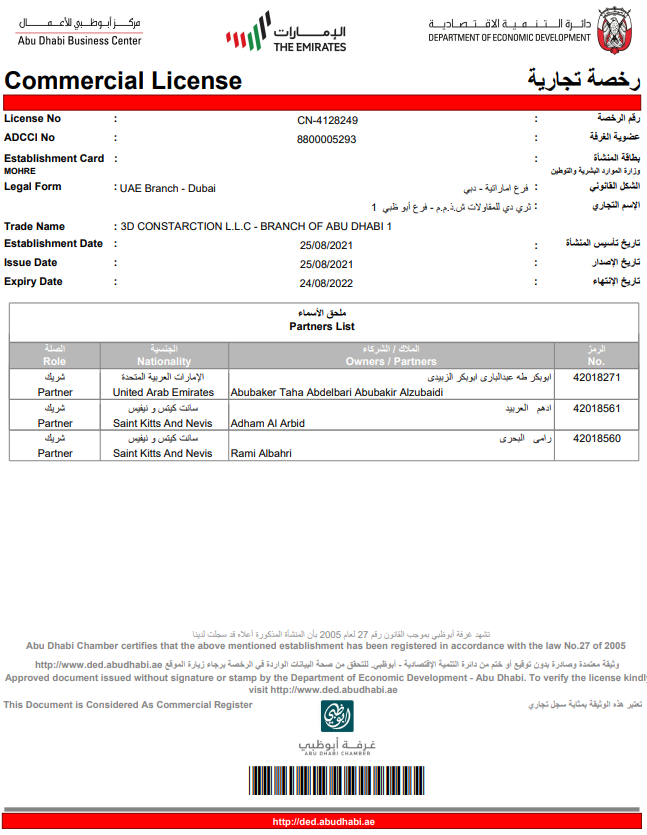 مركز أبوظبي للأعمال
Abu Dhabi Business Center
الإمارات
THE EMIRATES
دائرة التنمية الاقتصادية
DEPARTMENT OF ECONOMIC DEVELOPMENT
Commercial License رخصة تجارية
License No : CN-4128249 : رقم الرخصة
ADCCI No : 8800005293 : عضوية الغرفة
Establishment Card : : بطاقة المنشأة
MOHRE وزارة الموارد البشرية والتوطين
Legal Form : UAE Branch - Dubai فرع اماراتية - دبي : الشكل القانوني
ثري دي للمقاولات ش.ذ.م.م - فرع أبو ظبي 1 : الإسم التجاري
Trade Name : 3D CONSTARCTION L.L.C - BRANCH OF ABU DHABI 1
Establishment Date : 25/08/2021 : تاريخ تأسيس المنشأة
Issue Date : 25/08/2021 : تاريخ الإصدار
Expiry Date : 24/08/2022 : تاريخ الإنتهاء
ملحق الأسماء
Partners List
الصلة الجنسية الملاك / الشركاء الرمز
Role Nationality Owners / Partners No.
شريك الإمارات العربية المتحدة ابوبكر طه عبدالبارى ابوبكر الزبيدى 42018271
Partner United Arab Emirates Abubaker Taha Abdelbari Abubakir Alzubaidi
شريك سانت كيتس و نيفيس ادهم العربيد 42018561
Partner Saint Kitts And Nevis Adham Al Arbid
شريك سانت كيتس و نيفيس رامى البحرى 42018560
Partner Saint Kitts And Nevis Rami Albahri
تشهد غرفة أبوظبي بموجب القانون رقم 27 لعام 2005 بأن المنشأة المذكورة أعلاه قد سجلت لدينا
Abu Dhabi Chamber certifies that the above mentioned establishment has been registered in accordance with the law No.27 of 2005
وثيقة معتمدة وصادرة بدون توقيع أو ختم من دائرة التنمية الإقتصادية - أبوظبي. للتحقق من صحة البيانات الواردة في الرخصة برجاء زيارة الموقع http://www.ded.abudhabi.ae
Approved document issued without signature or stamp by the Department of Economic Development - Abu Dhabi. To verify the license kindly
visit http://www.ded.abudhabi.ae
This Document is Considered As Commercial Register تعتبر هذه الوثيقة بمثابة سجل تجاري
أبوظبي
غرفة أبوظبي
ABU DHABI CHAMBER
http://ded.abudhabi.ae